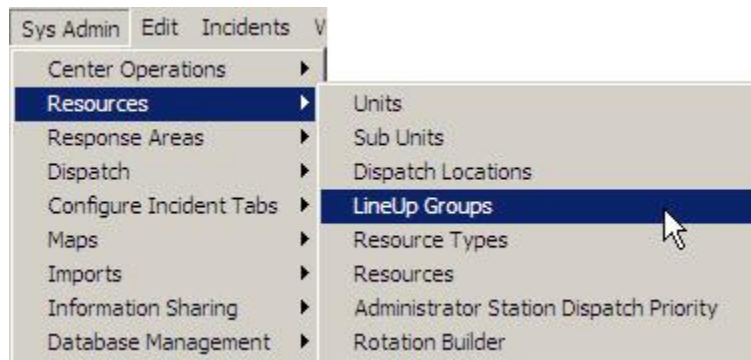 Sys Admin Edit Incidents
Center Operations
Resources
Response Areas
Dispatch
Configure Incident Tabs
Maps
Imports
Information Sharing
Database Management
Units
Sub Units
Dispatch Locations
LineUp Groups
Resource Types
Resources
Administrator Station Dispatch Priority
Rotation Builder